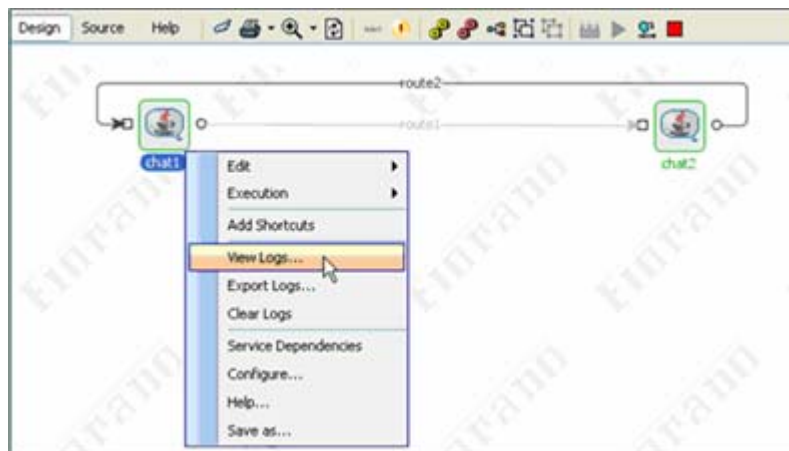 Design Source Help
route2
route1
chat1
chat2
Edit
Execution
Add Shortcuts
View Logs...
Export Logs...
Clear Logs
Service Dependencies
Configure...
Help...
Save as...